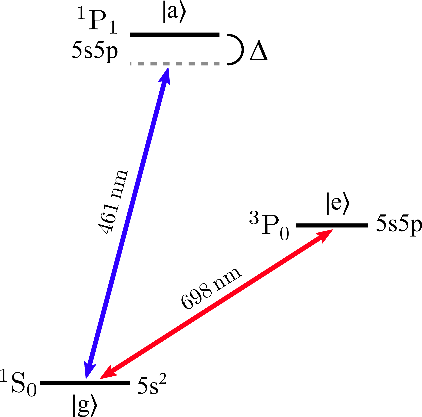 ¹P₁ |a⟩
5s5p Δ
461 nm
|e⟩
³P₀ 5s5p
698 nm
¹S₀ 5s²
|g⟩